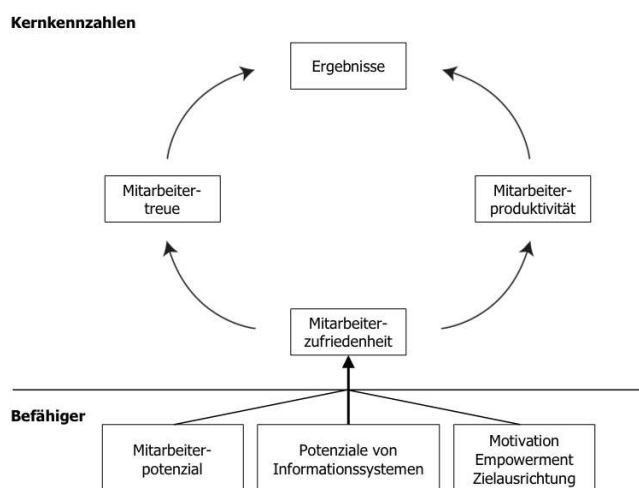 Kernkennzahlen
Ergebnisse
Mitarbeiter-
treue
Mitarbeiter-
produktivität
Mitarbeiter-
zufriedenheit
Befähiger
Mitarbeiter-
potenzial
Potenziale von
Informationssystemen
Motivation
Empowerment
Zielausrichtung